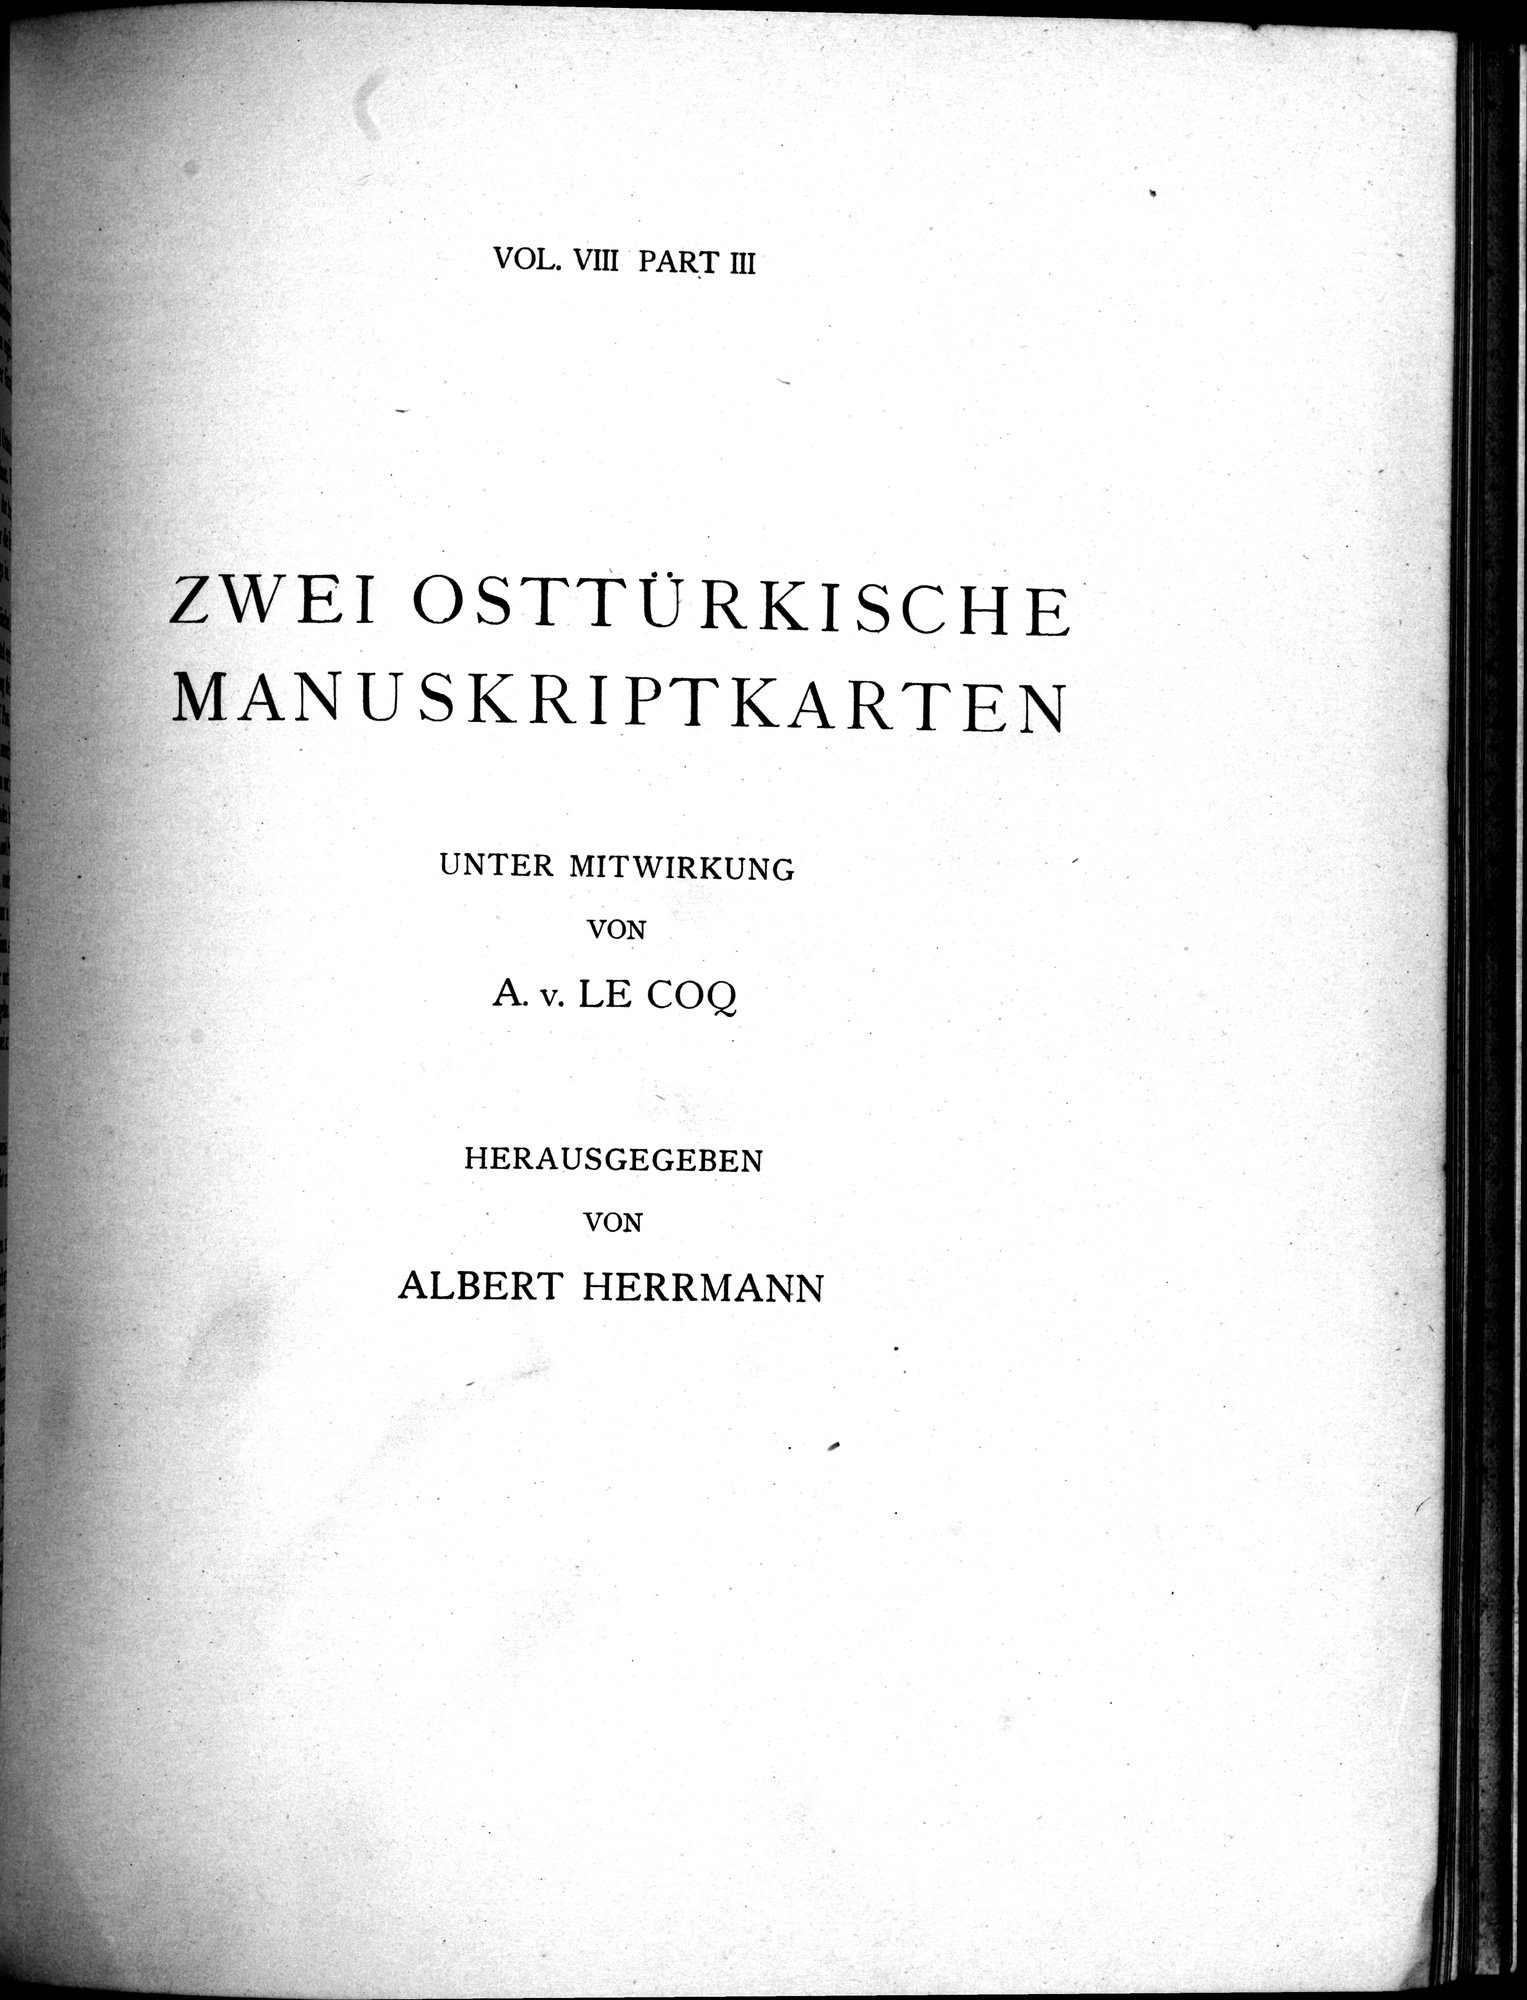 VOL. VIII PART III
ZWEI OSTTÜRKISCHE
MANUSKRIPTKARTEN
UNTER MITWIRKUNG
VON
A. v. LE COQ
HERAUSGEGEBEN
VON
ALBERT HERRMANN